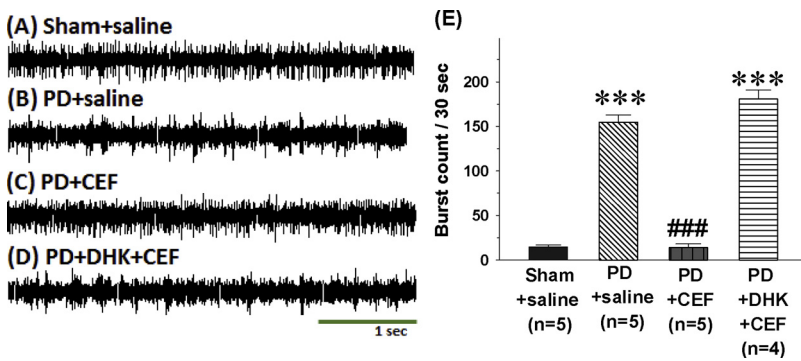 (A) Sham+saline
(B) PD+saline
(C) PD+CEF
(D) PD+DHK+CEF
1 sec
(E)
Burst count / 30 sec
200
150
100
50
0
***
###
***
Sham
+saline
(n=5)
PD
+saline
(n=5)
PD
+CEF
(n=5)
PD
+DHK
+CEF
(n=4)